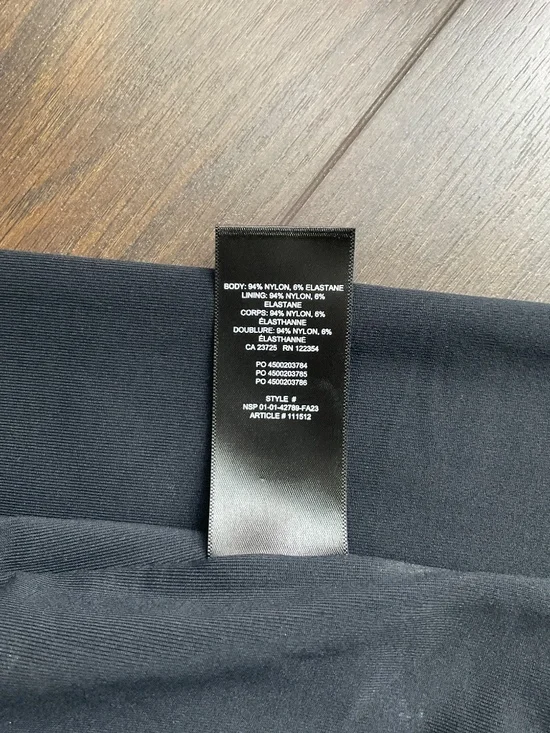 BODY: 94% NYLON, 6% ELASTANE
LINING: 94% NYLON, 6%
ELASTANE
CORPS: 94% NYLON, 6%
ÉLASTHANNE
DOUBLURE: 94% NYLON, 6%
ÉLASTHANNE
CA 23725 RN 122354
PO 4500203784
PO 4500203785
PO 4500203786
STYLE #
NSP 01-01-42789-FA23
ARTICLE # 111512